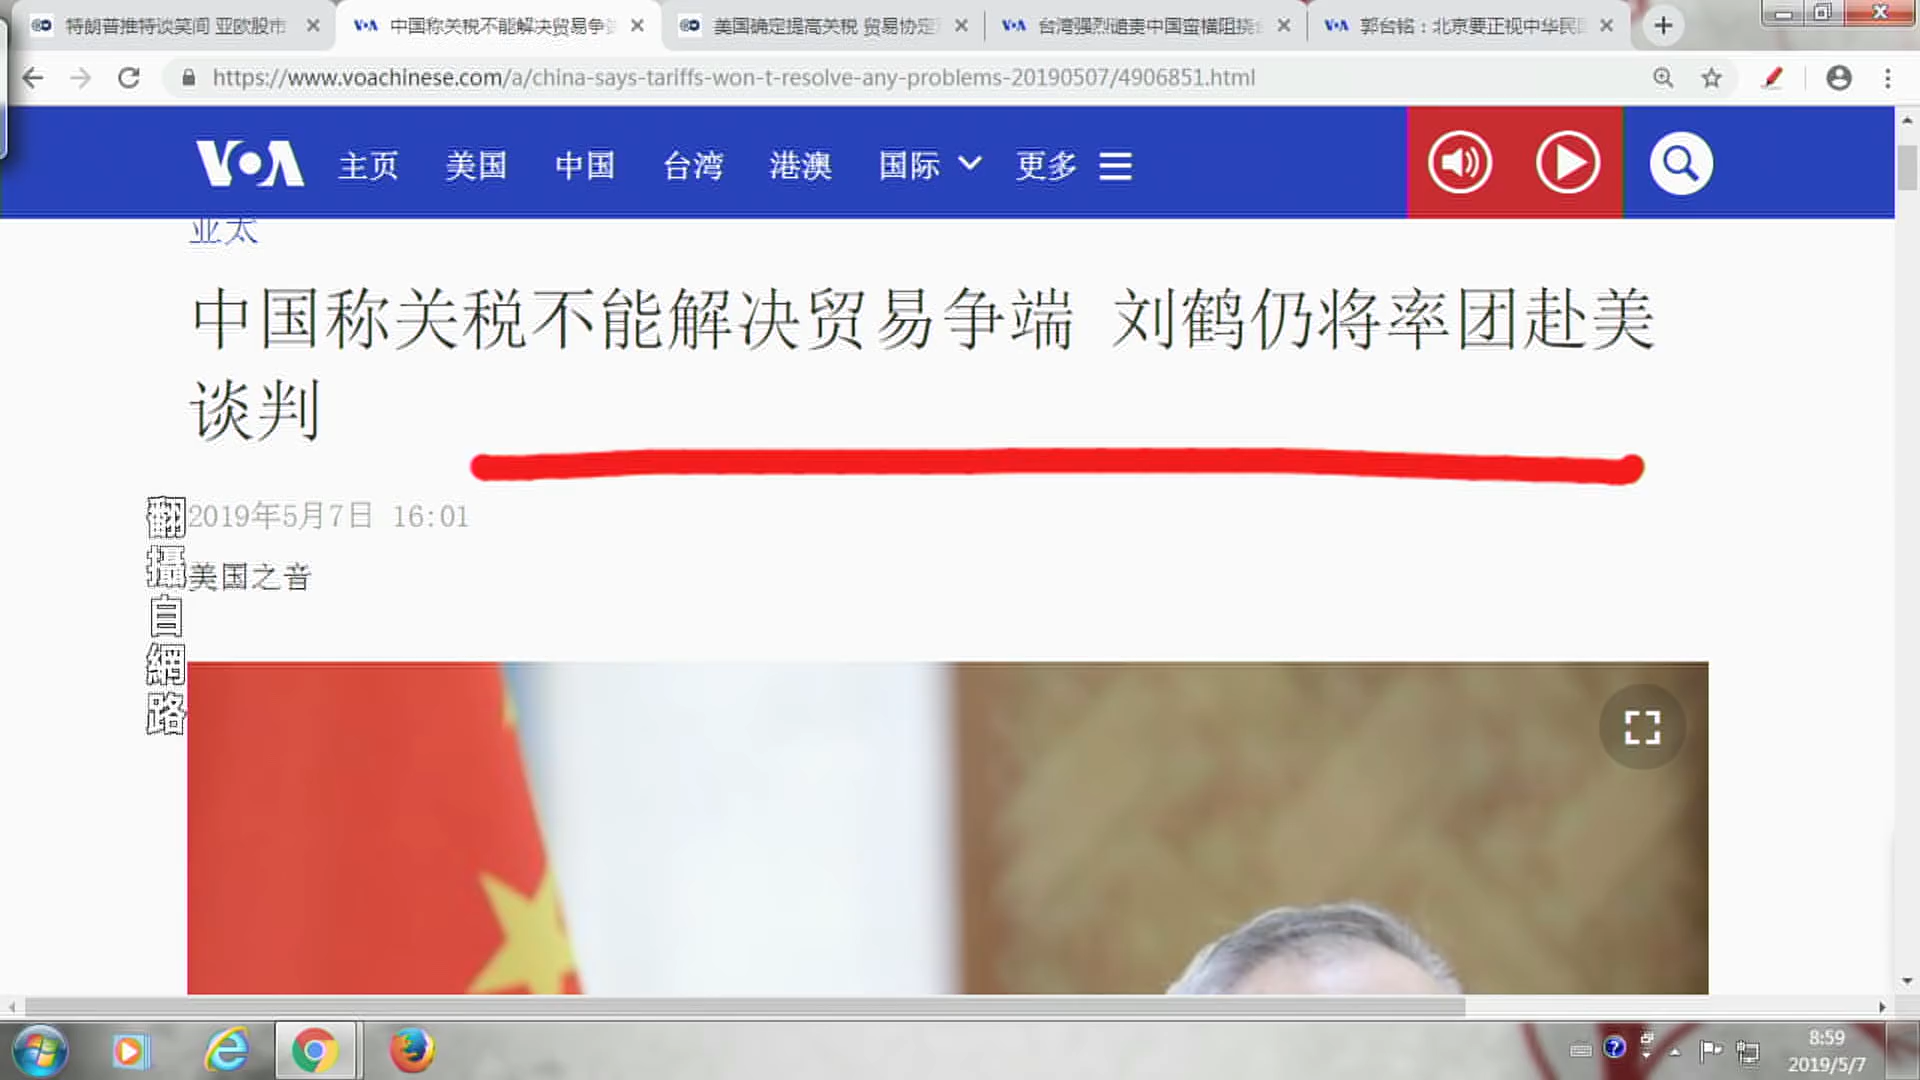 特朗普推特谈笑间 亚欧股市
中国称关税不能解决贸易争
美国确定提高关税 贸易协定
台湾强烈谴责中国蛮横阻挠
郭台铭：北京要正视中华民
https://www.voachinese.com/a/china-says-tariffs-won-t-resolve-any-problems-20190507/4906851.html
VOA 主页 美国 中国 台湾 港澳 国际 更多
亚太
中国称关税不能解决贸易争端 刘鹤仍将率团赴美
谈判
2019年5月7日 16:01
美国之音
翻攝自網路
8:59
2019/5/7